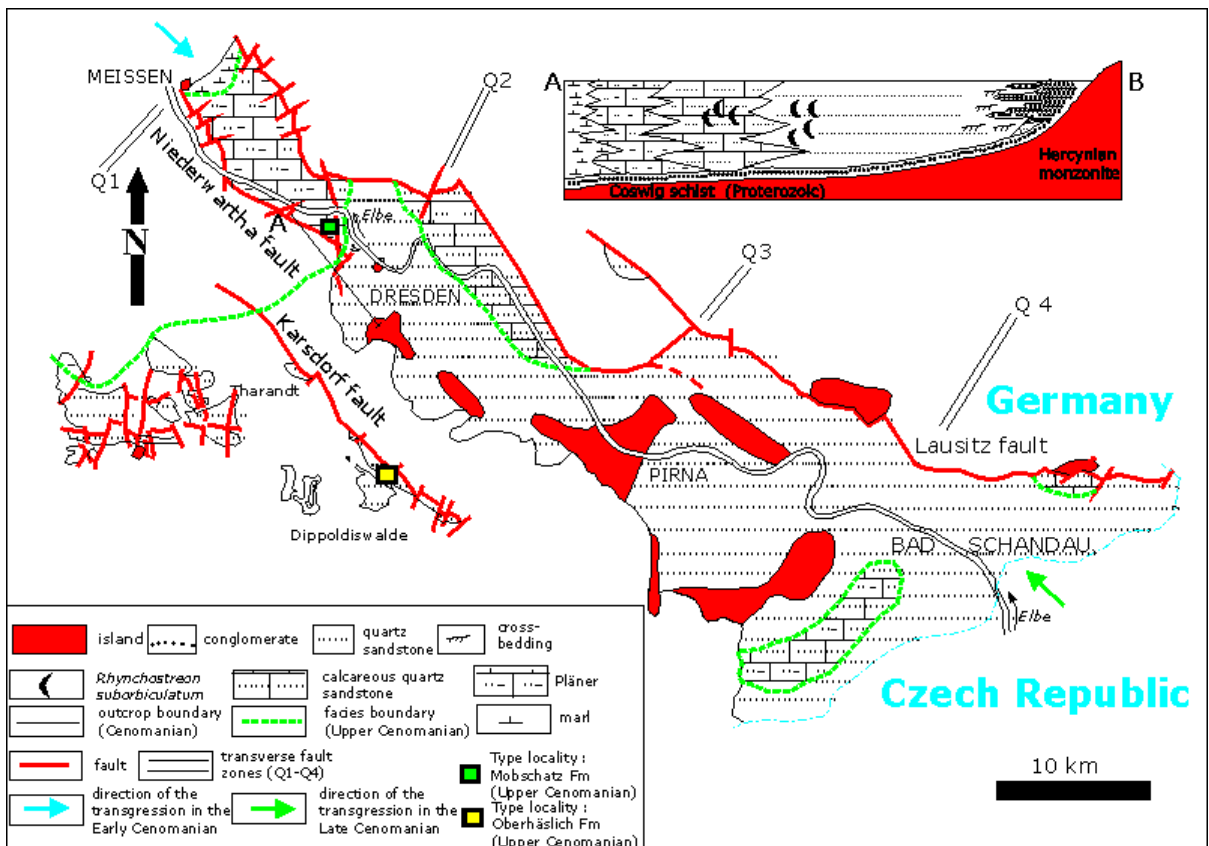 MEISSEN
Q1
Q2
A
B
Hercynian
monzonite
Coswig schist (Proterozoic)
Niederwartha fault
N
A
Elbe
DRESDEN
Q3
Q 4
Karsdorf fault
Tharandt
Germany
Lausitz fault
PIRNA
Dippoldiswalde
BAD SCHANDAU
Elbe
Czech Republic
10 km
island
conglomerate
quartz
sandstone
cross-
bedding
Rhynchostreon
suborbiculatum
calcareous quartz
sandstone
Pläner
outcrop boundary
(Cenomanian)
facies boundary
(Upper Cenomanian)
marl
fault
transverse fault
zones (Q1-Q4)
Type locality :
Mobschatz Fm
(Upper Cenomanian)
direction of the
transgression in the
Early Cenomanian
direction of the
transgression in the
Late Cenomanian
Type locality :
Oberhäslich Fm
(Upper Cenomanian)